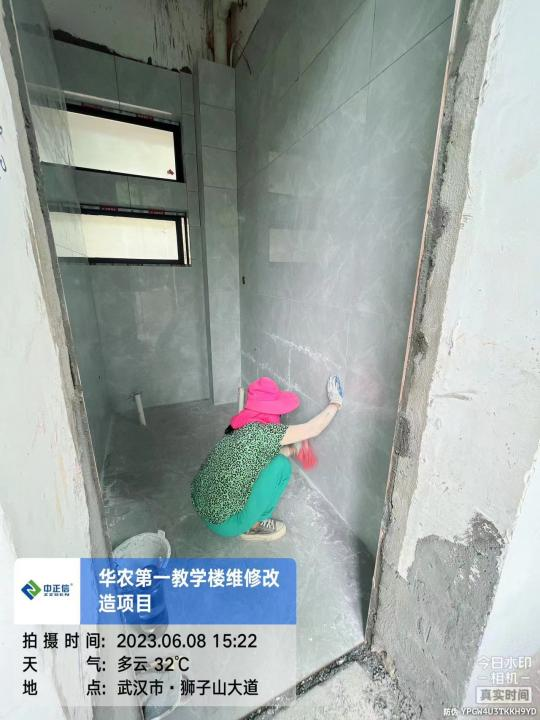 中正信®
ZZXEN
华农第一教学楼维修改
造项目
拍摄时间: 2023.06.08 15:22
天 气: 多云 32℃
地 点: 武汉市·狮子山大道
今日水印
相机
真实时间
防伪 YPGW4U3TKKH9YD